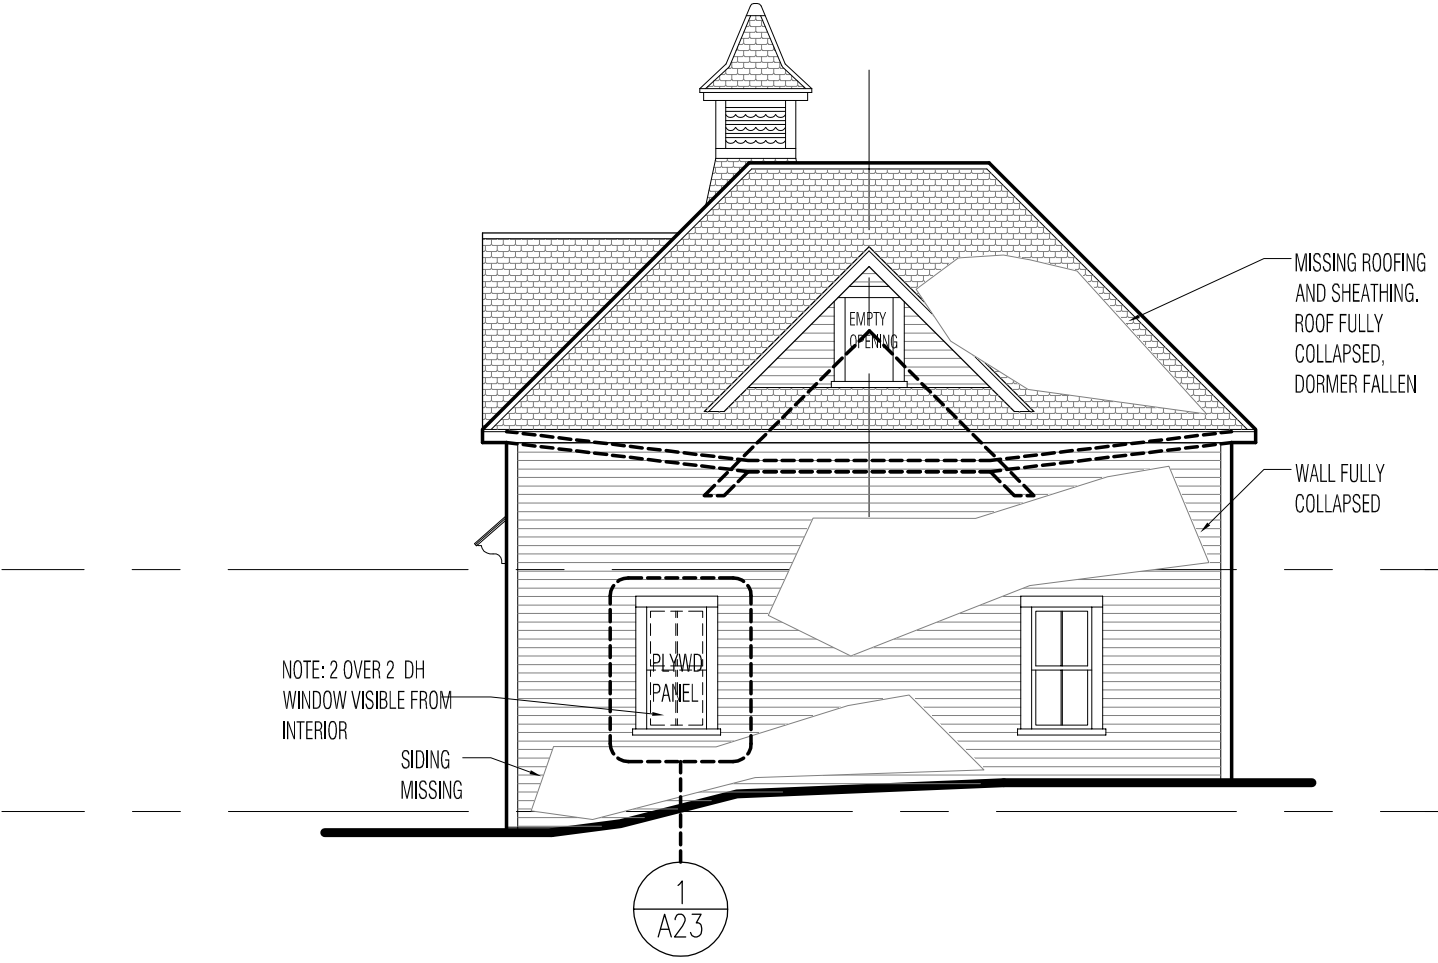 MISSING ROOFING
AND SHEATHING.
ROOF FULLY
COLLAPSED,
DORMER FALLEN
EMPTY
OPENING
WALL FULLY
COLLAPSED
NOTE: 2 OVER 2 DH
WINDOW VISIBLE FROM
INTERIOR
PLYWD
PANEL
SIDING
MISSING
1
A23